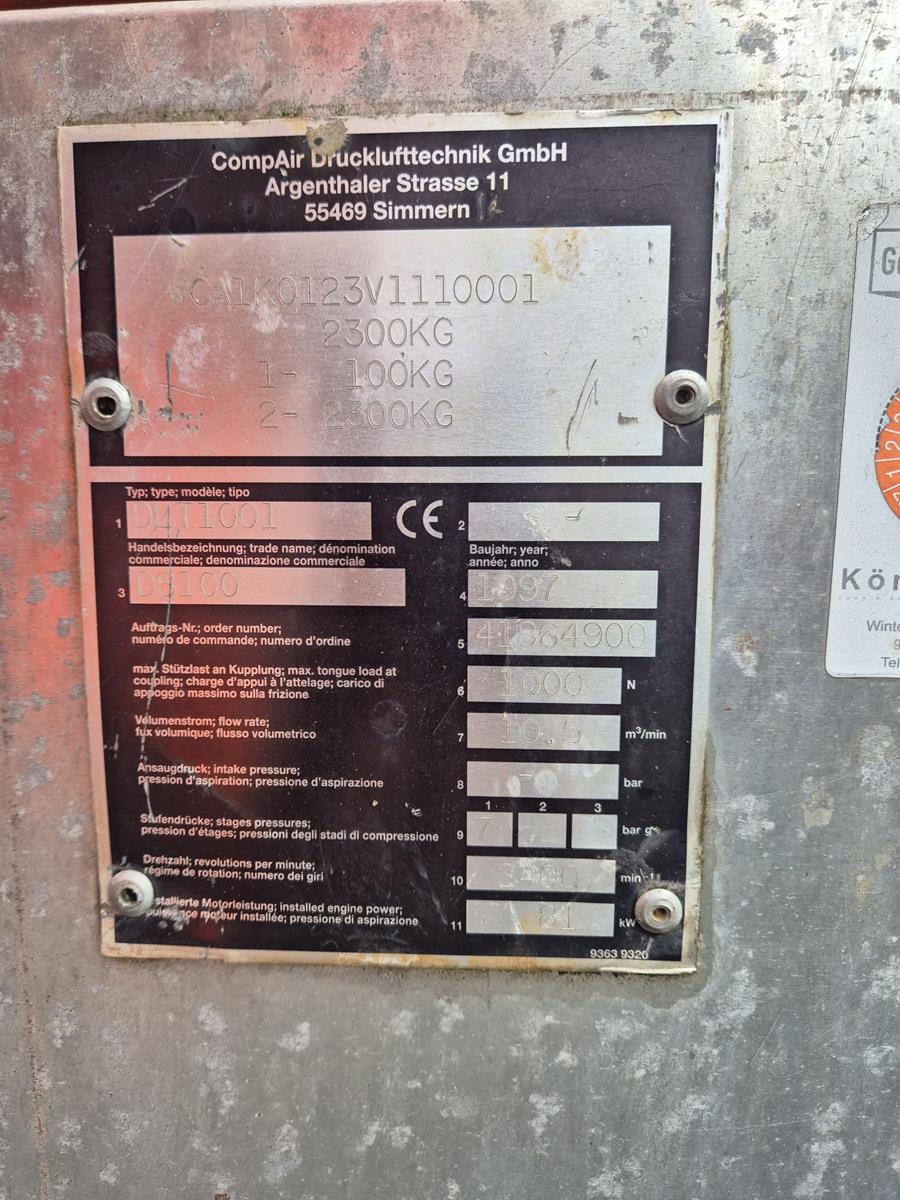 CompAir Drucklufttechnik GmbH
Argenthaler Strasse 11
55469 Simmern
CA1K0123V1110001
2300KG
1- 100KG
2- 2300KG
Typ; type; modèle; tipo
1 DLT1001 CE 2 -
Handelsbezeichnung; trade name; dénomination
commerciale; denominazione commerciale
Baujahr; year;
année; anno
3 DS100 4 1997
Auftrags-Nr.; order number;
numéro de commande; numero d'ordine
5 41864900
max. Stützlast an Kupplung; max. tongue load at
coupling; charge d'appui à l'attelage; carico di
appoggio massimo sulla frizione
6 1000 N
Volumenstrom; flow rate;
fux volumique; flusso volumetrico
7 10.5 m³/min
Ansaugdruck; intake pressure;
pression d'aspiration; pressione d'aspirazione
8 - bar
1 2 3
Stufendrücke; stages pressures;
pression d'étages; pressioni degli stadi di compressione
9 7 bar
Drehzahl; revolutions per minute;
régime de rotation; numero dei giri
10 min-1
installierte Motorleistung; installed engine power;
puissance moteur installée; pressione di aspirazione
11 81 kW
9363 9320